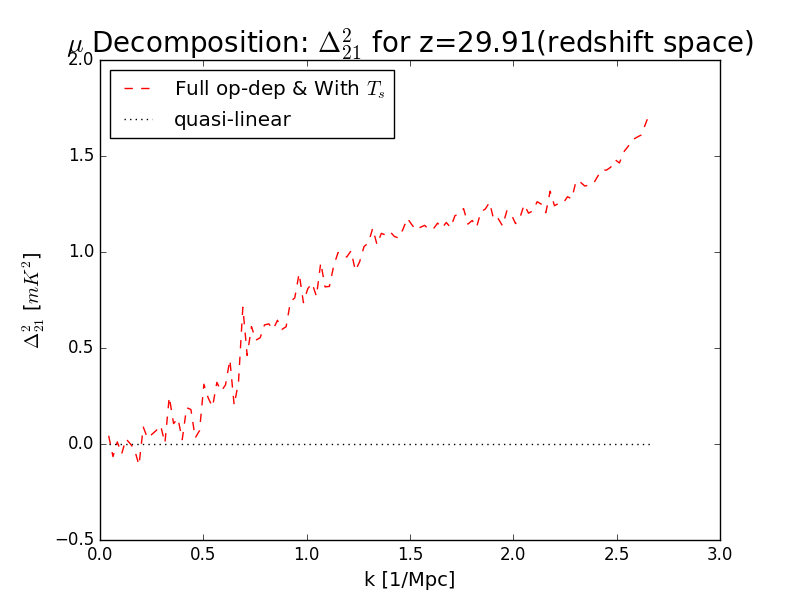 μ Decomposition: Δ²₂₁ for z=29.91(redshift space)
Full op-dep & With Tₛ
quasi-linear
2.0
1.5
1.0
0.5
0.0
−0.5
Δ²₂₁ [mK²]
0.0 0.5 1.0 1.5 2.0 2.5 3.0
k [1/Mpc]